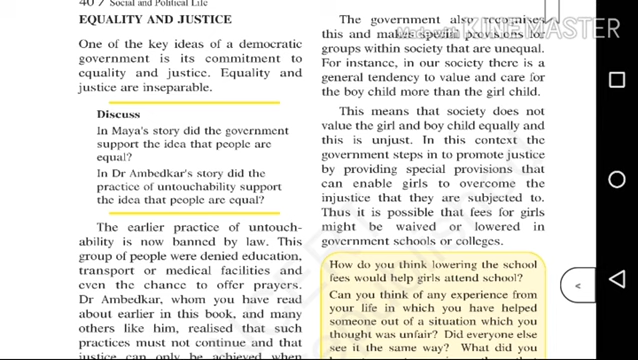 40 / Social and Political Life
EQUALITY AND JUSTICE
One of the key ideas of a democratic
government is its commitment to
equality and justice. Equality and
justice are inseparable.
Discuss
In Maya's story did the government
support the idea that people are
equal?
In Dr Ambedkar's story did the
practice of untouchability support
the idea that people are equal?
The earlier practice of untouch-
ability is now banned by law. This
group of people were denied education,
transport or medical facilities and
even the chance to offer prayers.
Dr Ambedkar, whom you have read
about earlier in this book, and many
others like him, realised that such
practices must not continue and that
justice can only be achieved when
The government also recognises
this and makes special provisions for
groups within society that are unequal.
For instance, in our society there is a
general tendency to value and care for
the boy child more than the girl child.
This means that society does not
value the girl and boy child equally and
this is unjust. In this context the
government steps in to promote justice
by providing special provisions that
can enable girls to overcome the
injustice that they are subjected to.
Thus it is possible that fees for girls
might be waived or lowered in
government schools or colleges.
How do you think lowering the school
fees would help girls attend school?
Can you think of any experience from
your life in which you have helped
someone out of a situation which you
thought was unfair? Did everyone else
see it the same way? What did you
Made with KINEMASTER